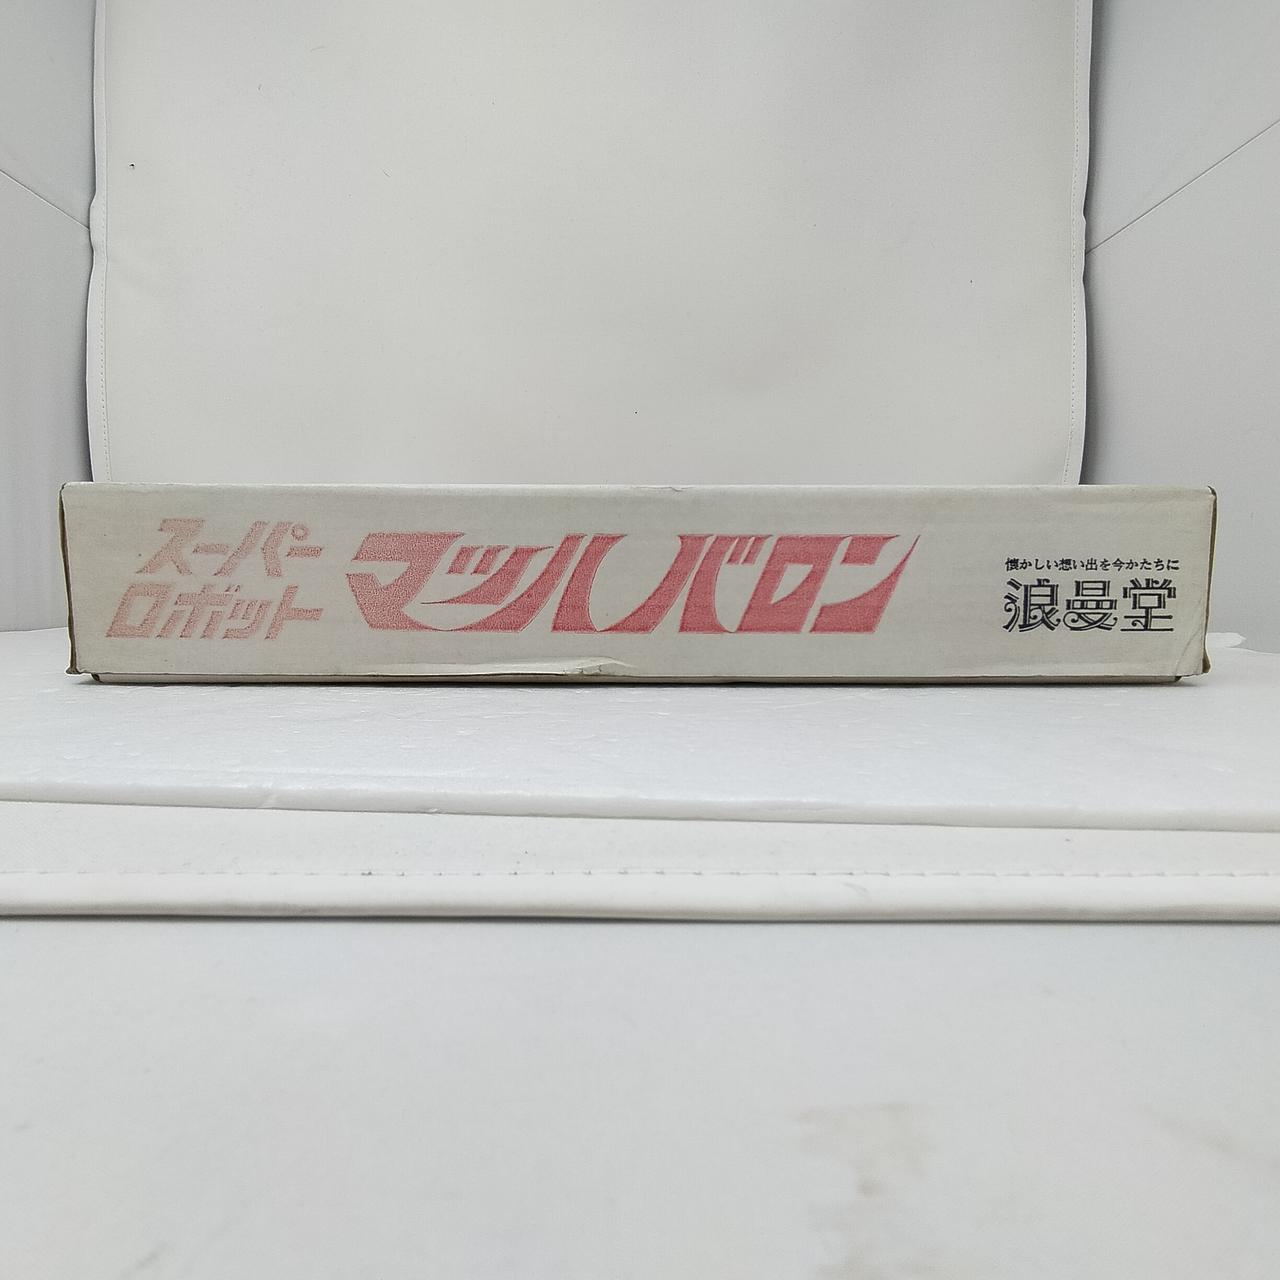 スーパー
ロボット
マッハバロン
懐かしい想い出を今かたちに
浪曼堂